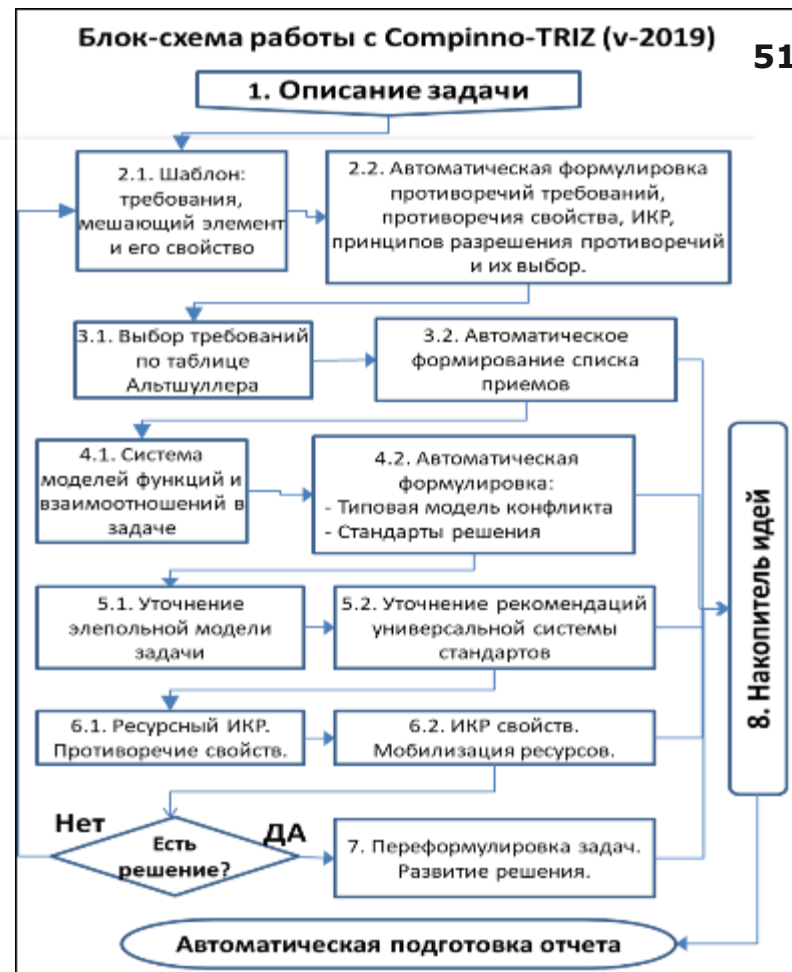 Блок-схема работы с Compinno-TRIZ (v-2019)
51
1. Описание задачи
2.1. Шаблон:
требования,
мешающий элемент
и его свойство
2.2. Автоматическая формулировка
противоречий требований,
противоречия свойства, ИКР,
принципов разрешения противоречий
и их выбор.
3.1. Выбор требований
по таблице
Альтшуллера
3.2. Автоматическое
формирование списка
приемов
4.1. Система
моделей функций и
взаимоотношений в
задаче
4.2. Автоматическая
формулировка:
- Типовая модель конфликта
- Стандарты решения
5.1. Уточнение
элепольной модели
задачи
5.2. Уточнение рекомендаций
универсальной системы
стандартов
6.1. Ресурсный ИКР.
Противоречие свойств.
6.2. ИКР свойств.
Мобилизация ресурсов.
Нет
Есть
решение?
ДА
7. Переформулировка задач.
Развитие решения.
8. Накопитель идей
Автоматическая подготовка отчета